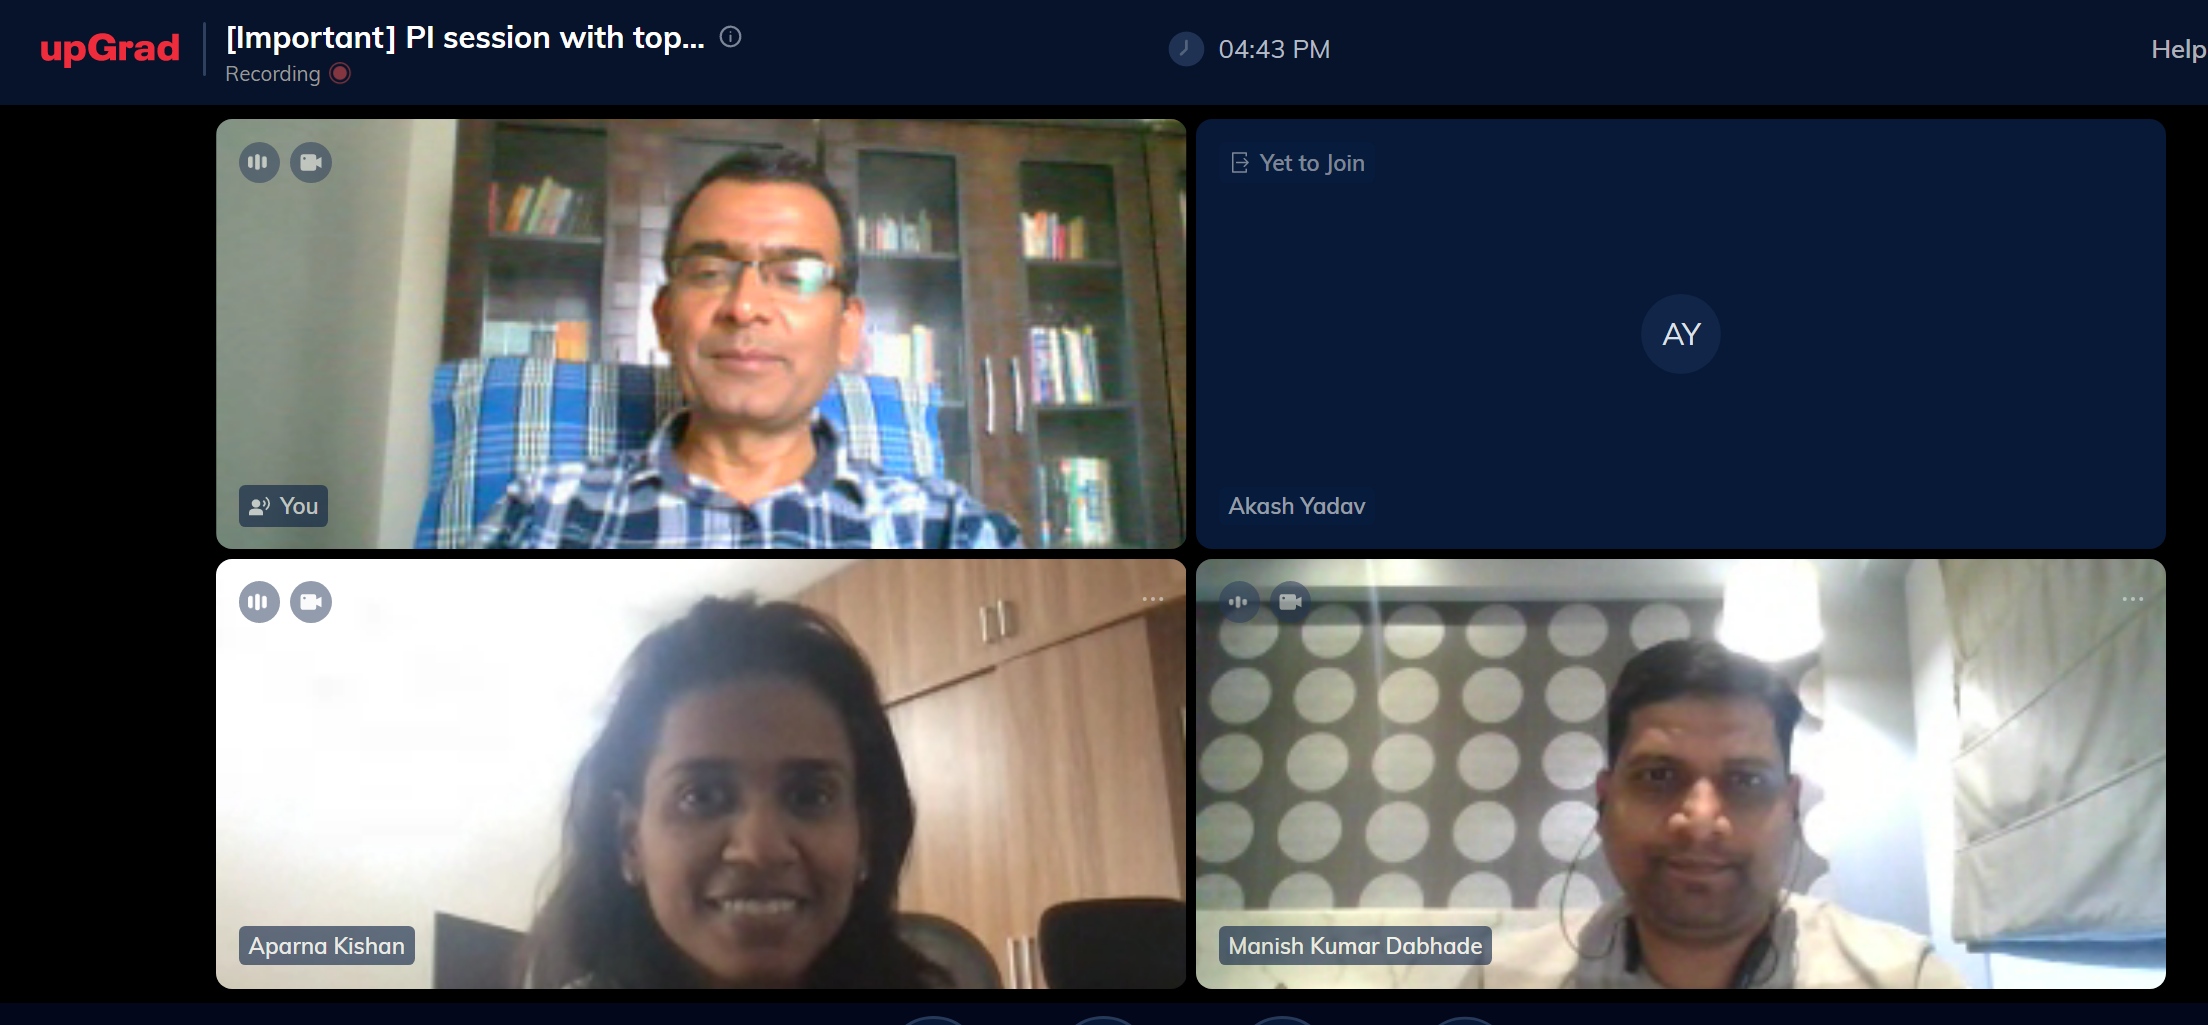 upGrad
[Important] PI session with top...
Recording
04:43 PM
Help
Yet to Join
AY
You
Akash Yadav
Aparna Kishan
Manish Kumar Dabhade